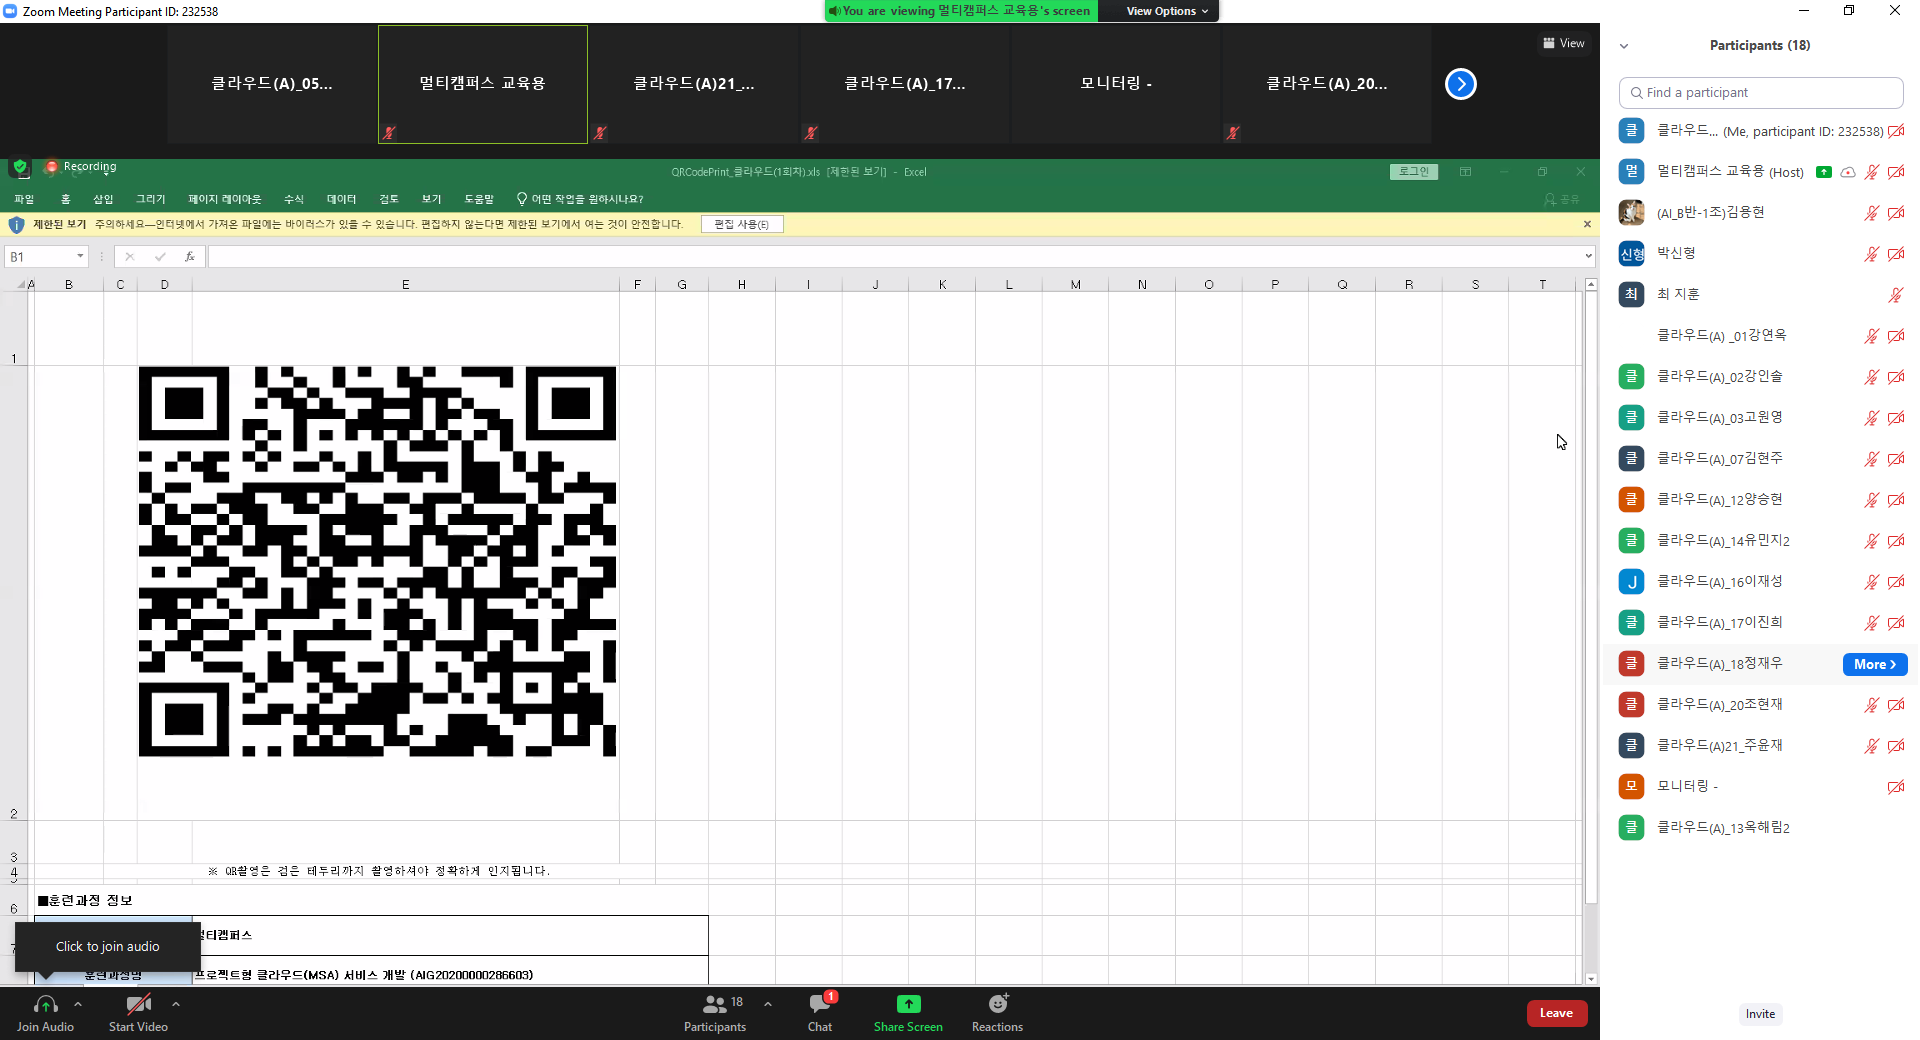 Zoom Meeting Participant ID: 232538
You are viewing 멀티캠퍼스 교육용's screen
View Options
클라우드(A)_05...
멀티캠퍼스 교육용
클라우드(A)21_...
클라우드(A)_17...
모니터링 -
클라우드(A)_20...
View
Recording
QRCodePrint_클라우드(1회차).xls [제한된 보기] - Excel
로그인
파일 홈 삽입 그리기 페이지 레이아웃 수식 데이터 검토 보기 도움말 어떤 작업을 원하시나요? 공유
제한된 보기 주의하세요—인터넷에서 가져온 파일에는 바이러스가 있을 수 있습니다. 편집하지 않는다면 제한된 보기에서 여는 것이 안전합니다. 편집 사용(E)
B1
fx
A B C D E F G H I J K L M N O P Q R S T
1
2
3
4 ※ QR촬영은 검은 테두리까지 촬영하셔야 정확하게 인지됩니다.
6 ■훈련과정 정보
7 멀티캠퍼스
훈련과정명 프로젝트형 클라우드(MSA) 서비스 개발 (AIG20200000286603)
Click to join audio
Join Audio
Start Video
18
Participants
1
Chat
Share Screen
Reactions
Leave
Participants (18)
Find a participant
클 클라우드... (Me, participant ID: 232538)
멀 멀티캠퍼스 교육용 (Host)
(AI_B반-1조)김용현
신형 박신형
최 최 지훈
클라우드(A) _01강연옥
클 클라우드(A)_02강인솔
클 클라우드(A)_03고원영
클 클라우드(A)_07김현주
클 클라우드(A)_12양승현
클 클라우드(A)_14유민지2
J 클라우드(A)_16이재성
클 클라우드(A)_17이진희
클 클라우드(A)_18정재우 More
클 클라우드(A)_20조현재
클 클라우드(A)21_주윤재
모 모니터링 -
클 클라우드(A)_13옥해림2
Invite